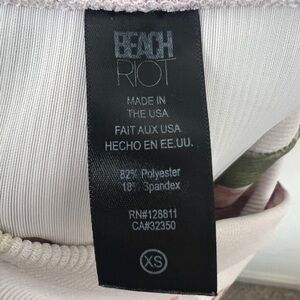 BEACH
RIOT
MADE IN
THE USA
FAIT AUX USA
HECHO EN EE.UU.
82% Polyester
18% Spandex
RN#128811
CA#32350
XS